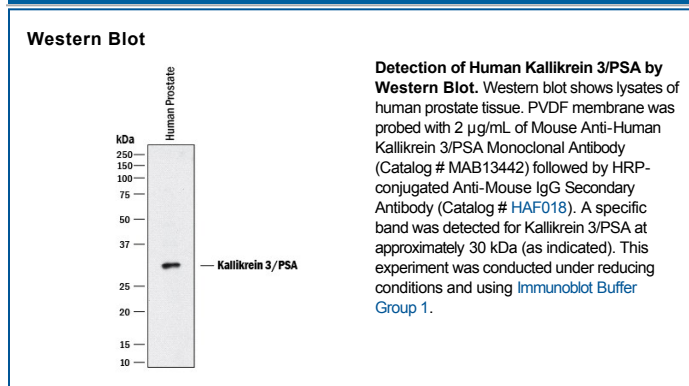 Western Blot
Human Prostate
kDa
250
150
100
75
50
37
25
20
15
10
Kallikrein 3/PSA
Detection of Human Kallikrein 3/PSA by
Western Blot. Western blot shows lysates of
human prostate tissue. PVDF membrane was
probed with 2 µg/mL of Mouse Anti-Human
Kallikrein 3/PSA Monoclonal Antibody
(Catalog # MAB13442) followed by HRP-
conjugated Anti-Mouse IgG Secondary
Antibody (Catalog # HAF018). A specific
band was detected for Kallikrein 3/PSA at
approximately 30 kDa (as indicated). This
experiment was conducted under reducing
conditions and using Immunoblot Buffer
Group 1.